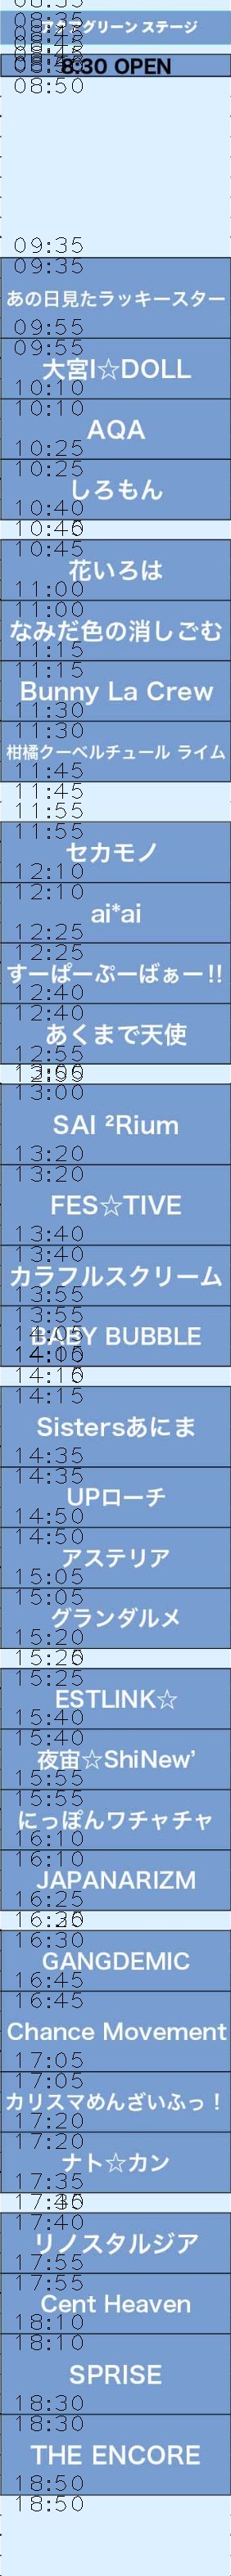 アクアグリーン ステージ
8:30 OPEN
08:50
09:35
09:35
あの日見たラッキースター
09:55
09:55
大宮I☆DOLL
10:10
10:10
AQA
10:25
10:25
しろもん
10:40
10:45
花いろは
11:00
11:00
なみだ色の消しごむ
11:15
11:15
Bunny La Crew
11:30
11:30
柑橘クーベルチュール ライム
11:45
11:45
11:55
11:55
セカモノ
12:10
12:10
ai*ai
12:25
12:25
すーぱーぷーばぁー!!
12:40
12:40
あくまで天使
12:55
13:00
SAI ²Rium
13:20
13:20
FES☆TIVE
13:40
13:40
カラフルスクリーム
13:55
13:55
BABY BUBBLE
14:15
Sistersあにま
14:35
14:35
UPローチ
14:50
14:50
アステリア
15:05
15:05
グランダルメ
15:20
15:25
ESTLINK☆
15:40
15:40
夜宙☆ShiNew'
15:55
15:55
にっぽんワチャチャ
16:10
16:10
JAPANARIZM
16:25
16:30
GANGDEMIC
16:45
16:45
Chance Movement
17:05
17:05
カリスマめんざいふっ!
17:20
17:20
ナト☆カン
17:35
17:40
リノスタルジア
17:55
17:55
Cent Heaven
18:10
18:10
SPRISE
18:30
18:30
THE ENCORE
18:50
18:50